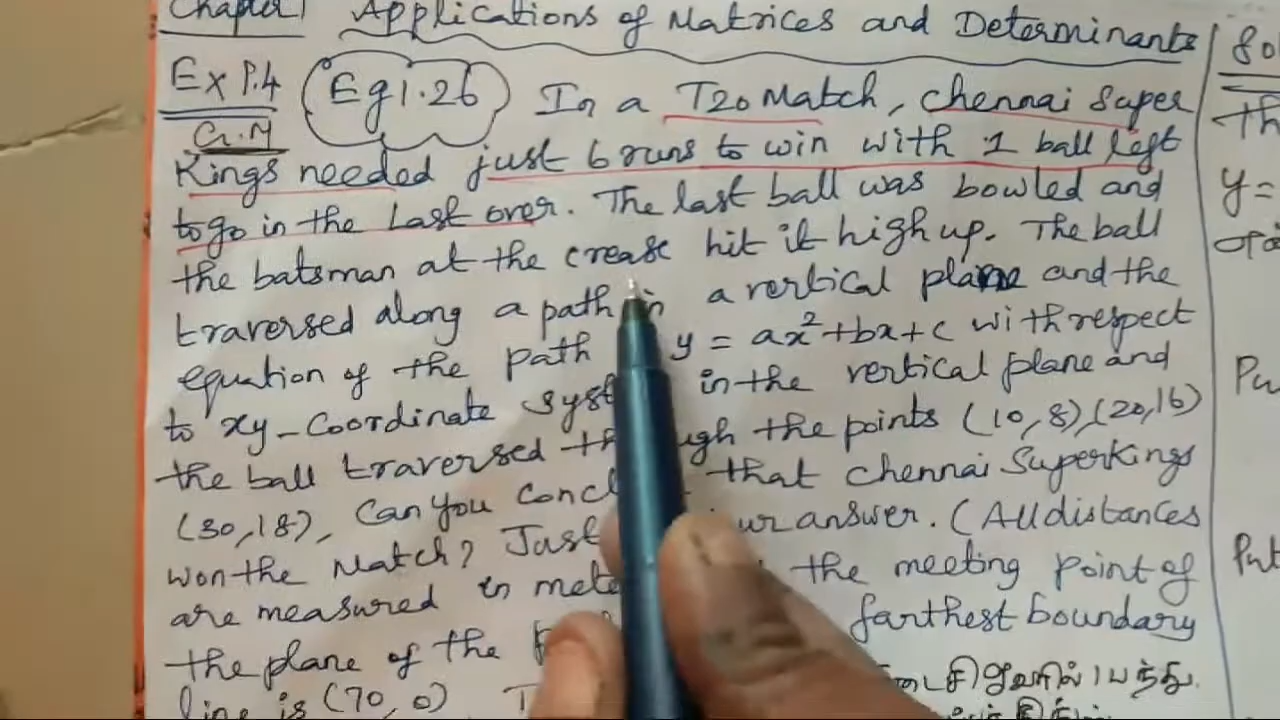 Chapter 1 Applications of Matrices and Determinants
Ex 1.4 Eg 1.26 In a T20 Match, Chennai Super
G.M
Kings needed just 6 runs to win with 1 ball left
to go in the Last over. The last ball was bowled and
the batsman at the crease hit it high up. The ball
traversed along a path in a vertical plane and the
equation of the path y = ax²+bx+c with respect
to xy-coordinate in the vertical plane and
the ball traversed the points (10,8),(20,16)
(30,18), Can you that Chennai Superkings
won the Match? answer. (All distances
are measured in the meeting point of
the plane of the farthest boundary
line is (70,0)
Sol
Th
y=
Pu
Put